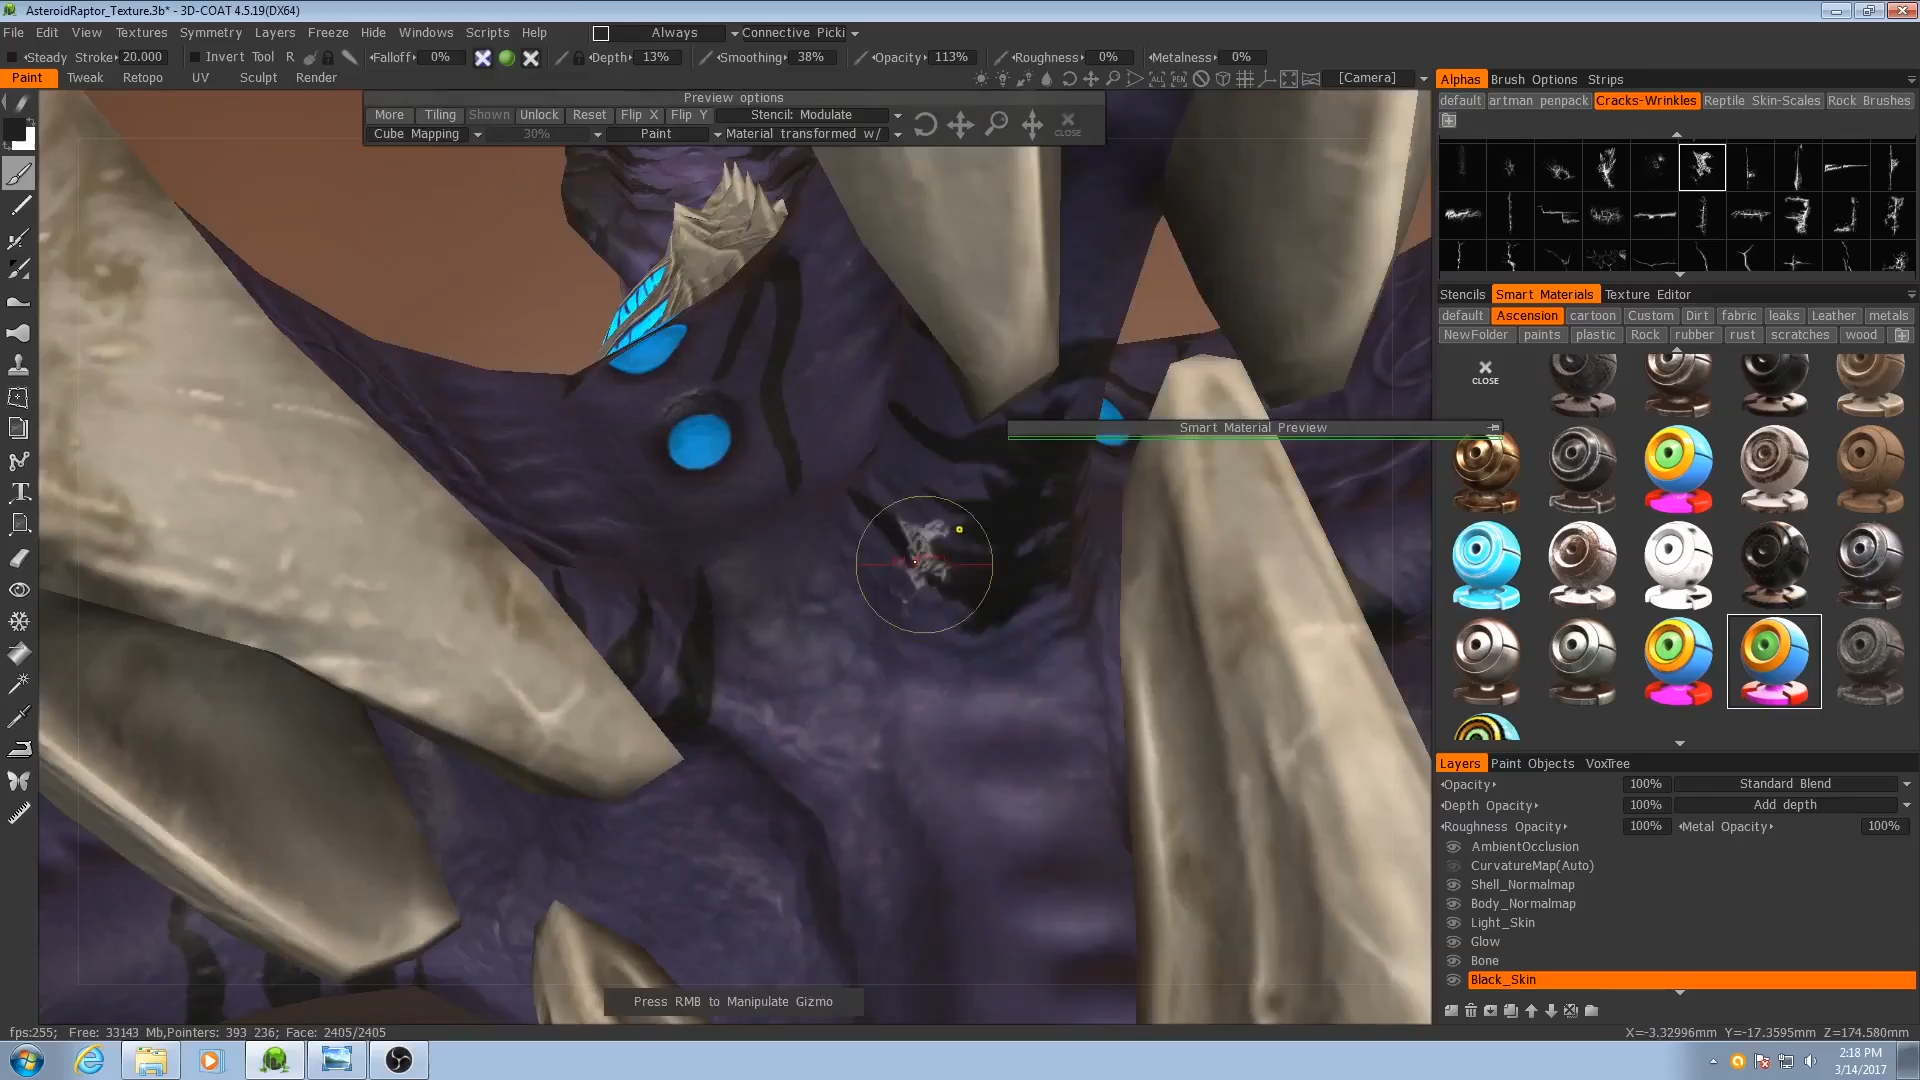 AsteroidRaptor_Texture.3b* - 3D-COAT 4.5.19(DX64)
File Edit View Textures Symmetry Layers Freeze Hide Windows Scripts Help Always Connective Picki
Steady Stroke 20.000 Invert Tool R Falloff 0% Depth 13% Smoothing 38% Opacity 113% Roughness 0% Metalness 0%
Paint Tweak Retopo UV Sculpt Render [Camera]
Preview options
More Tiling Shown Unlock Reset Flip X Flip Y Stencil: Modulate
Cube Mapping 30% Paint Material transformed w/ CLOSE
Alphas Brush Options Strips
default artman penpack Cracks-Wrinkles Reptile Skin-Scales Rock Brushes
Stencils Smart Materials Texture Editor
default Ascension cartoon Custom Dirt fabric leaks Leather metals
NewFolder paints plastic Rock rubber rust scratches wood
CLOSE
Smart Material Preview
Layers Paint Objects VoxTree
Opacity 100% Standard Blend
Depth Opacity 100% Add depth
Roughness Opacity 100% Metal Opacity 100%
AmbientOcclusion
CurvatureMap(Auto)
Shell_Normalmap
Body_Normalmap
Light_Skin
Glow
Bone
Black_Skin
Press RMB to Manipulate Gizmo
fps:255; Free: 33143 Mb,Pointers: 393 236; Face: 2405/2405 X=-3.32996mm Y=-17.3595mm Z=174.580mm
2:18 PM
3/14/2017